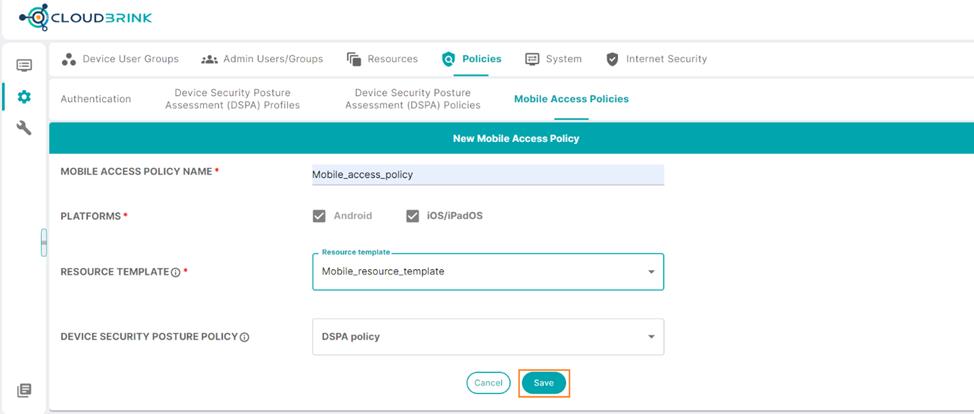 CLOUDBRINK
Device User Groups Admin Users/Groups Resources Policies System Internet Security
Authentication Device Security Posture Assessment (DSPA) Profiles Device Security Posture Assessment (DSPA) Policies Mobile Access Policies
New Mobile Access Policy
MOBILE ACCESS POLICY NAME * Mobile_access_policy
PLATFORMS * Android iOS/iPadOS
Resource template
RESOURCE TEMPLATE * Mobile_resource_template
DEVICE SECURITY POSTURE POLICY DSPA policy
Cancel Save